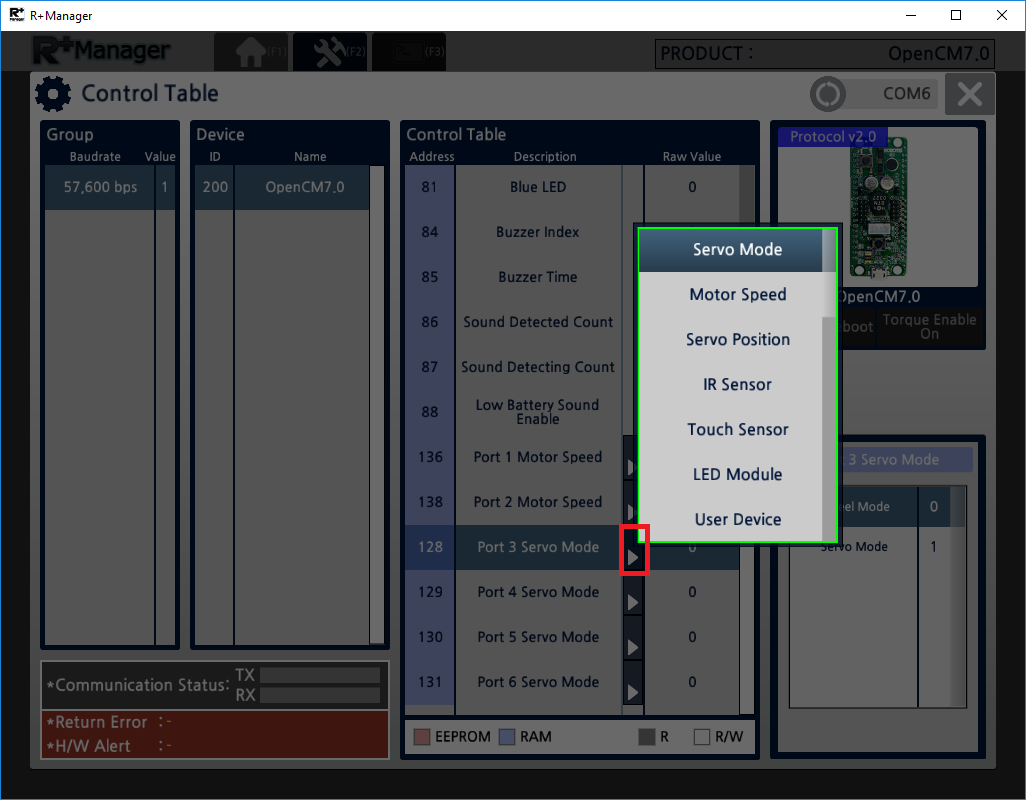 R+Manager
R+Manager
(F1)
(F2)
(F3)
PRODUCT :
OpenCM7.0
Control Table
COM6
Group
Baudrate Value
57,600 bps 1
Device
ID Name
200 OpenCM7.0
Control Table
Address Description Raw Value
81 Blue LED 0
84 Buzzer Index
85 Buzzer Time
86 Sound Detected Count
87 Sound Detecting Count
88 Low Battery Sound
Enable
136 Port 1 Motor Speed
138 Port 2 Motor Speed
128 Port 3 Servo Mode 0
129 Port 4 Servo Mode 0
130 Port 5 Servo Mode 0
131 Port 6 Servo Mode 0
EEPROM RAM R R/W
Servo Mode
Motor Speed
Servo Position
IR Sensor
Touch Sensor
LED Module
User Device
Protocol v2.0
OpenCM7.0
boot
Torque Enable
On
3 Servo Mode
eel Mode 0
Servo Mode 1
*Communication Status:
TX
RX
*Return Error :-
*H/W Alert :-